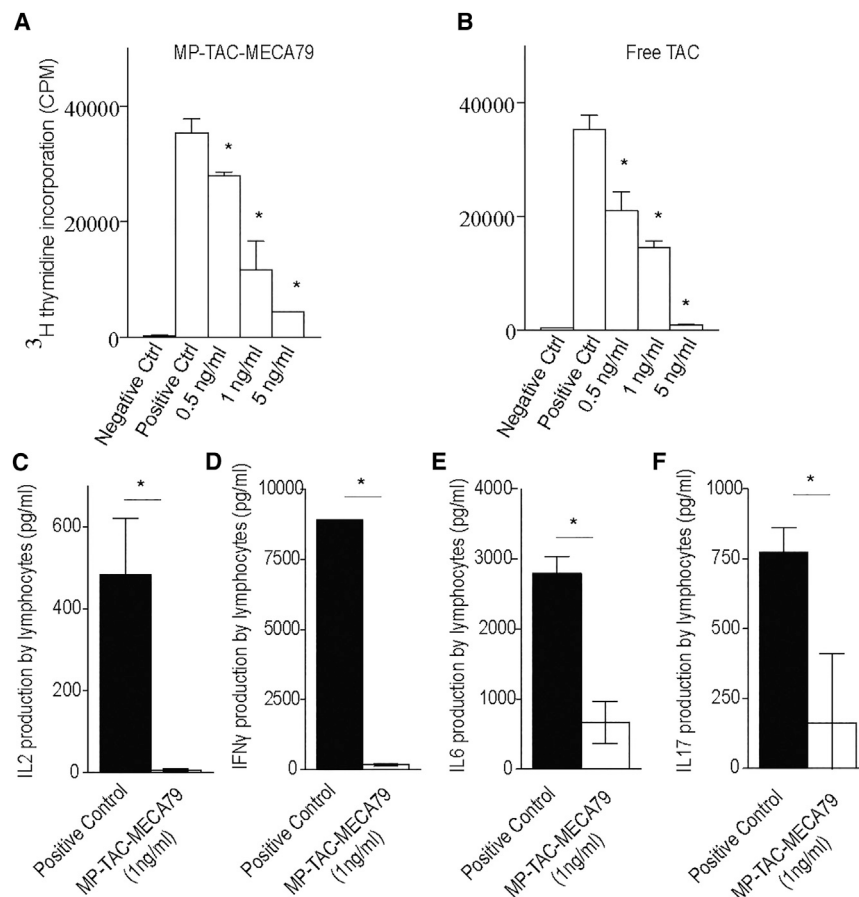 A
MP-TAC-MECA79
³H thymidine incorporation (CPM)
40000
20000
0
Negative Ctrl
Positive Ctrl
0.5 ng/ml
1 ng/ml
5 ng/ml
*
*
*
B
Free TAC
40000
20000
0
Negative Ctrl
Positive Ctrl
0.5 ng/ml
1 ng/ml
5 ng/ml
*
*
*
C
IL2 production by lymphocytes (pg/ml)
600
400
200
0
*
Positive Control
MP-TAC-MECA79
(1ng/ml)
D
IFNγ production by lymphocytes (pg/ml)
10000
7500
5000
2500
0
*
Positive Control
MP-TAC-MECA79
(1ng/ml)
E
IL6 production by lymphocytes (pg/ml)
4000
3000
2000
1000
0
*
Positive Control
MP-TAC-MECA79
(1ng/ml)
F
IL17 production by lymphocytes (pg/ml)
1000
750
500
250
0
*
Positive Control
MP-TAC-MECA79
(1ng/ml)